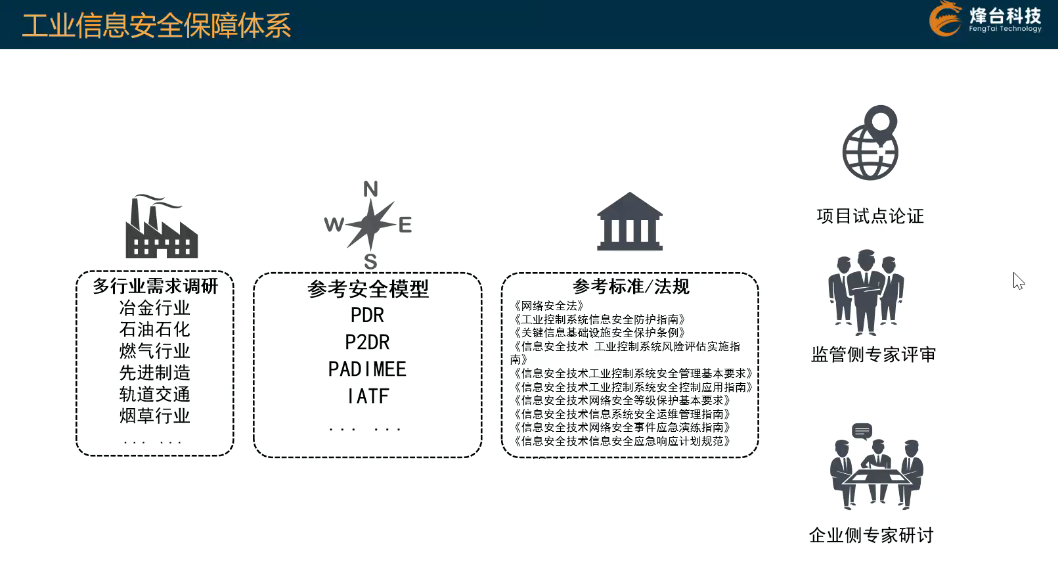 工业信息安全保障体系
烽台科技
FengTai Technology
N
W
E
S
多行业需求调研
冶金行业
石油石化
燃气行业
先进制造
轨道交通
烟草行业
... ...
参考安全模型
PDR
P2DR
PADIMEE
IATF
... ...
参考标准/法规
《网络安全法》
《工业控制系统信息安全防护指南》
《关键信息基础设施安全保护条例》
《信息安全技术 工业控制系统风险评估实施指
南》
《信息安全技术工业控制系统安全管理基本要求》
《信息安全技术工业控制系统安全控制应用指南》
《信息安全技术网络安全等级保护基本要求》
《信息安全技术信息系统安全运维管理指南》
《信息安全技术网络安全事件应急演练指南》
《信息安全技术信息安全应急响应计划规范》
项目试点论证
监管侧专家评审
企业侧专家研讨